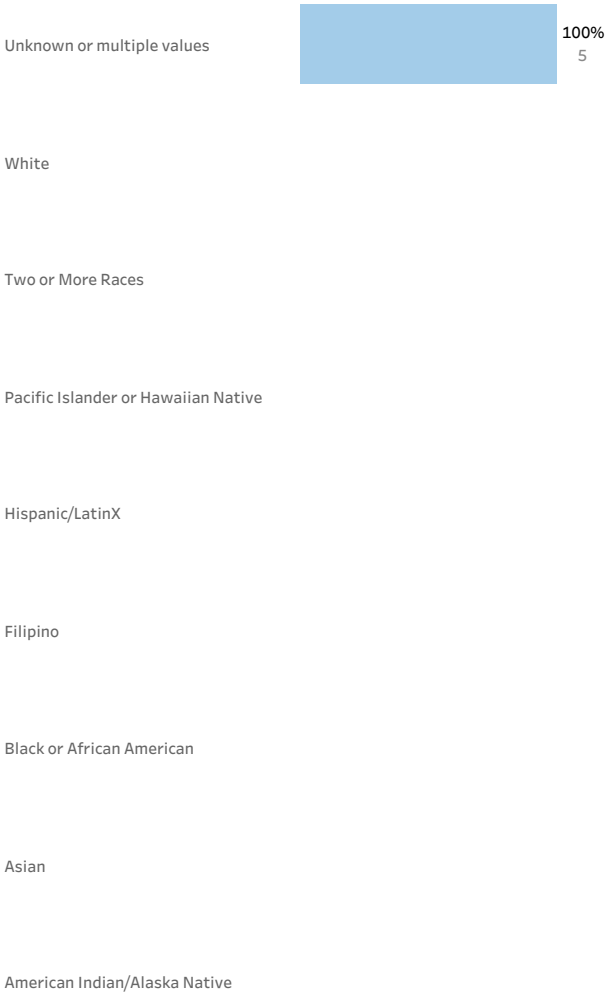 Unknown or multiple values
100%
5
White
Two or More Races
Pacific Islander or Hawaiian Native
Hispanic/LatinX
Filipino
Black or African American
Asian
American Indian/Alaska Native